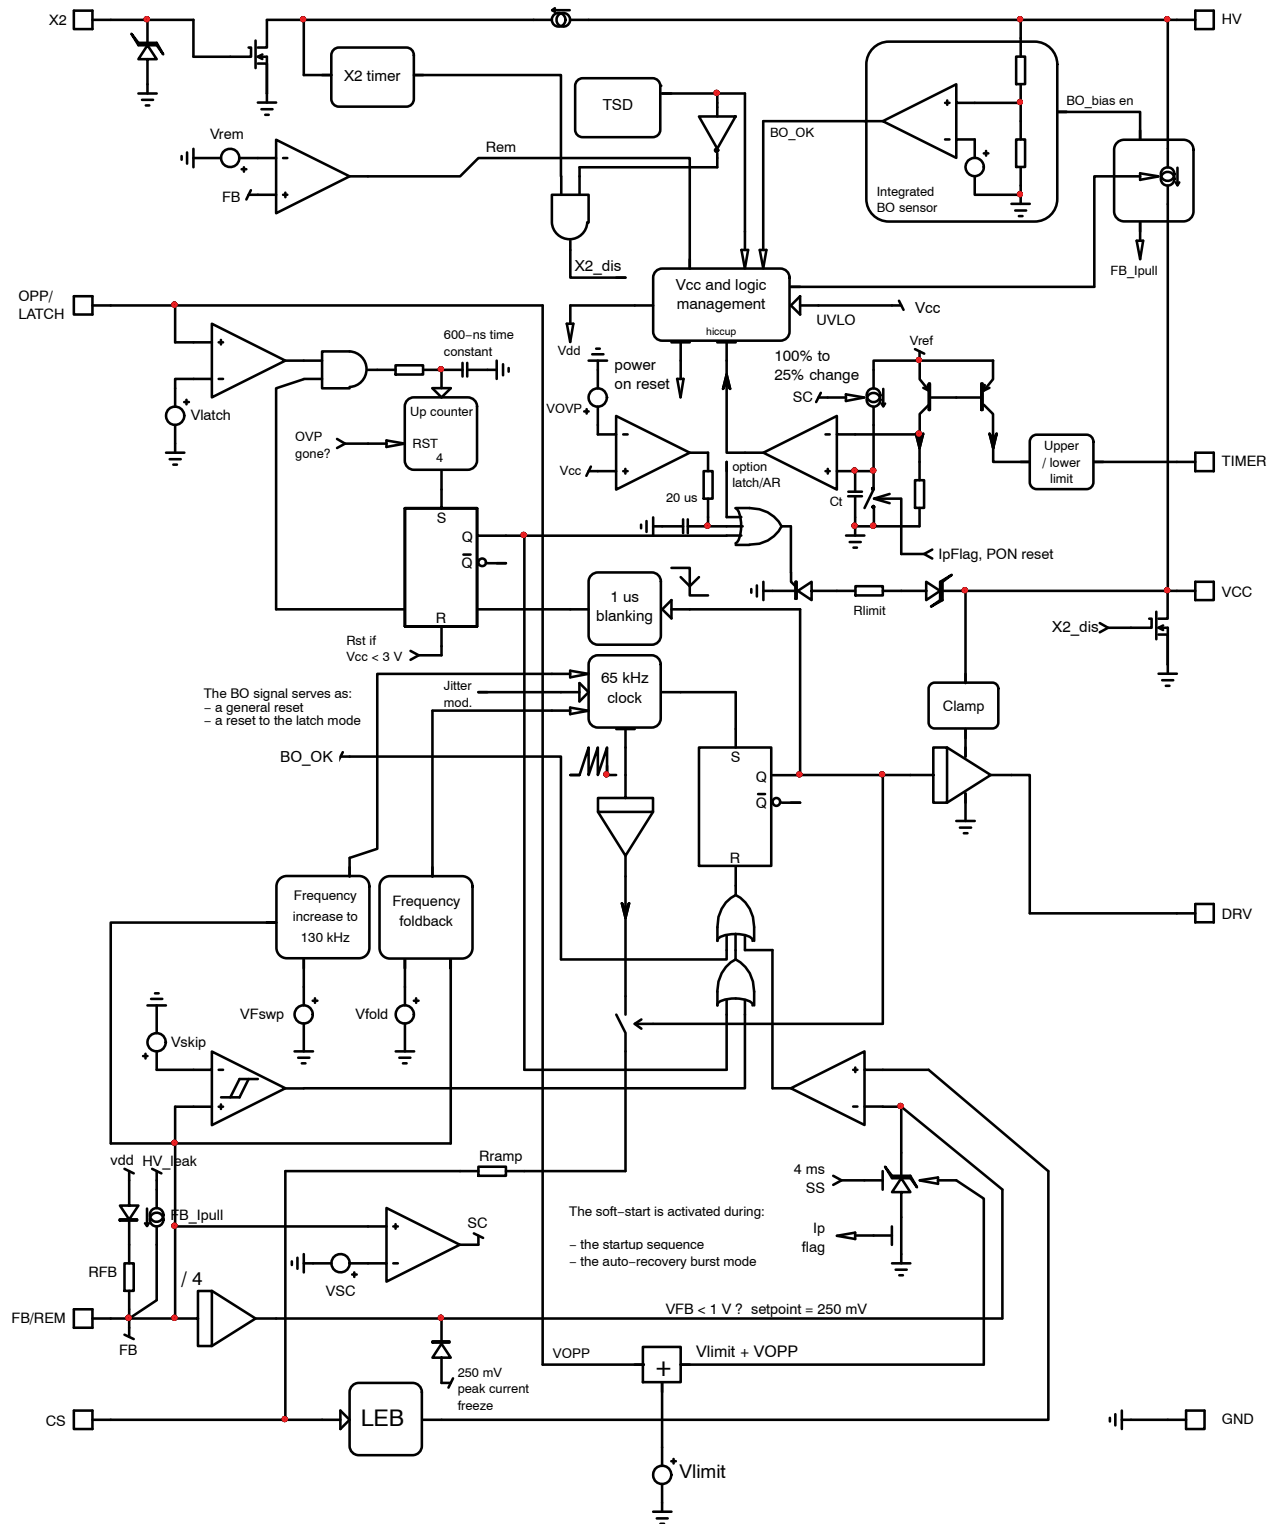 X2
HV
X2 timer
TSD
BO_bias en
BO_OK
Vrem
Rem
FB
Integrated
BO sensor
X2_dis
FB_Ipull
OPP/
LATCH
Vcc and logic
management
hiccup
UVLO
Vcc
Vdd
600−ns time
constant
power
on reset
100% to
25% change
Vref
SC
VOVP
Vlatch
Up counter
RST
4
OVP
gone?
Upper
/ lower
limit
TIMER
Vcc
option
latch/AR
20 us
Ct
S
Q
Q
R
IpFlag, PON reset
1 us
blanking
Rlimit
VCC
X2_dis
Rst if
Vcc < 3 V
65 kHz
clock
Jitter
mod.
The BO signal serves as:
− a general reset
− a reset to the latch mode
Clamp
BO_OK
S
Q
Q
R
Frequency
increase to
130 kHz
Frequency
foldback
DRV
VFswp
Vfold
Vskip
vdd
HV_leak
Rramp
4 ms
SS
FB_Ipull
SC
The soft−start is activated during:
− the startup sequence
− the auto−recovery burst mode
Ip
flag
RFB
/ 4
VSC
FB/REM
VFB < 1 V ? setpoint = 250 mV
FB
VOPP
Vlimit + VOPP
250 mV
peak current
freeze
CS
LEB
GND
Vlimit